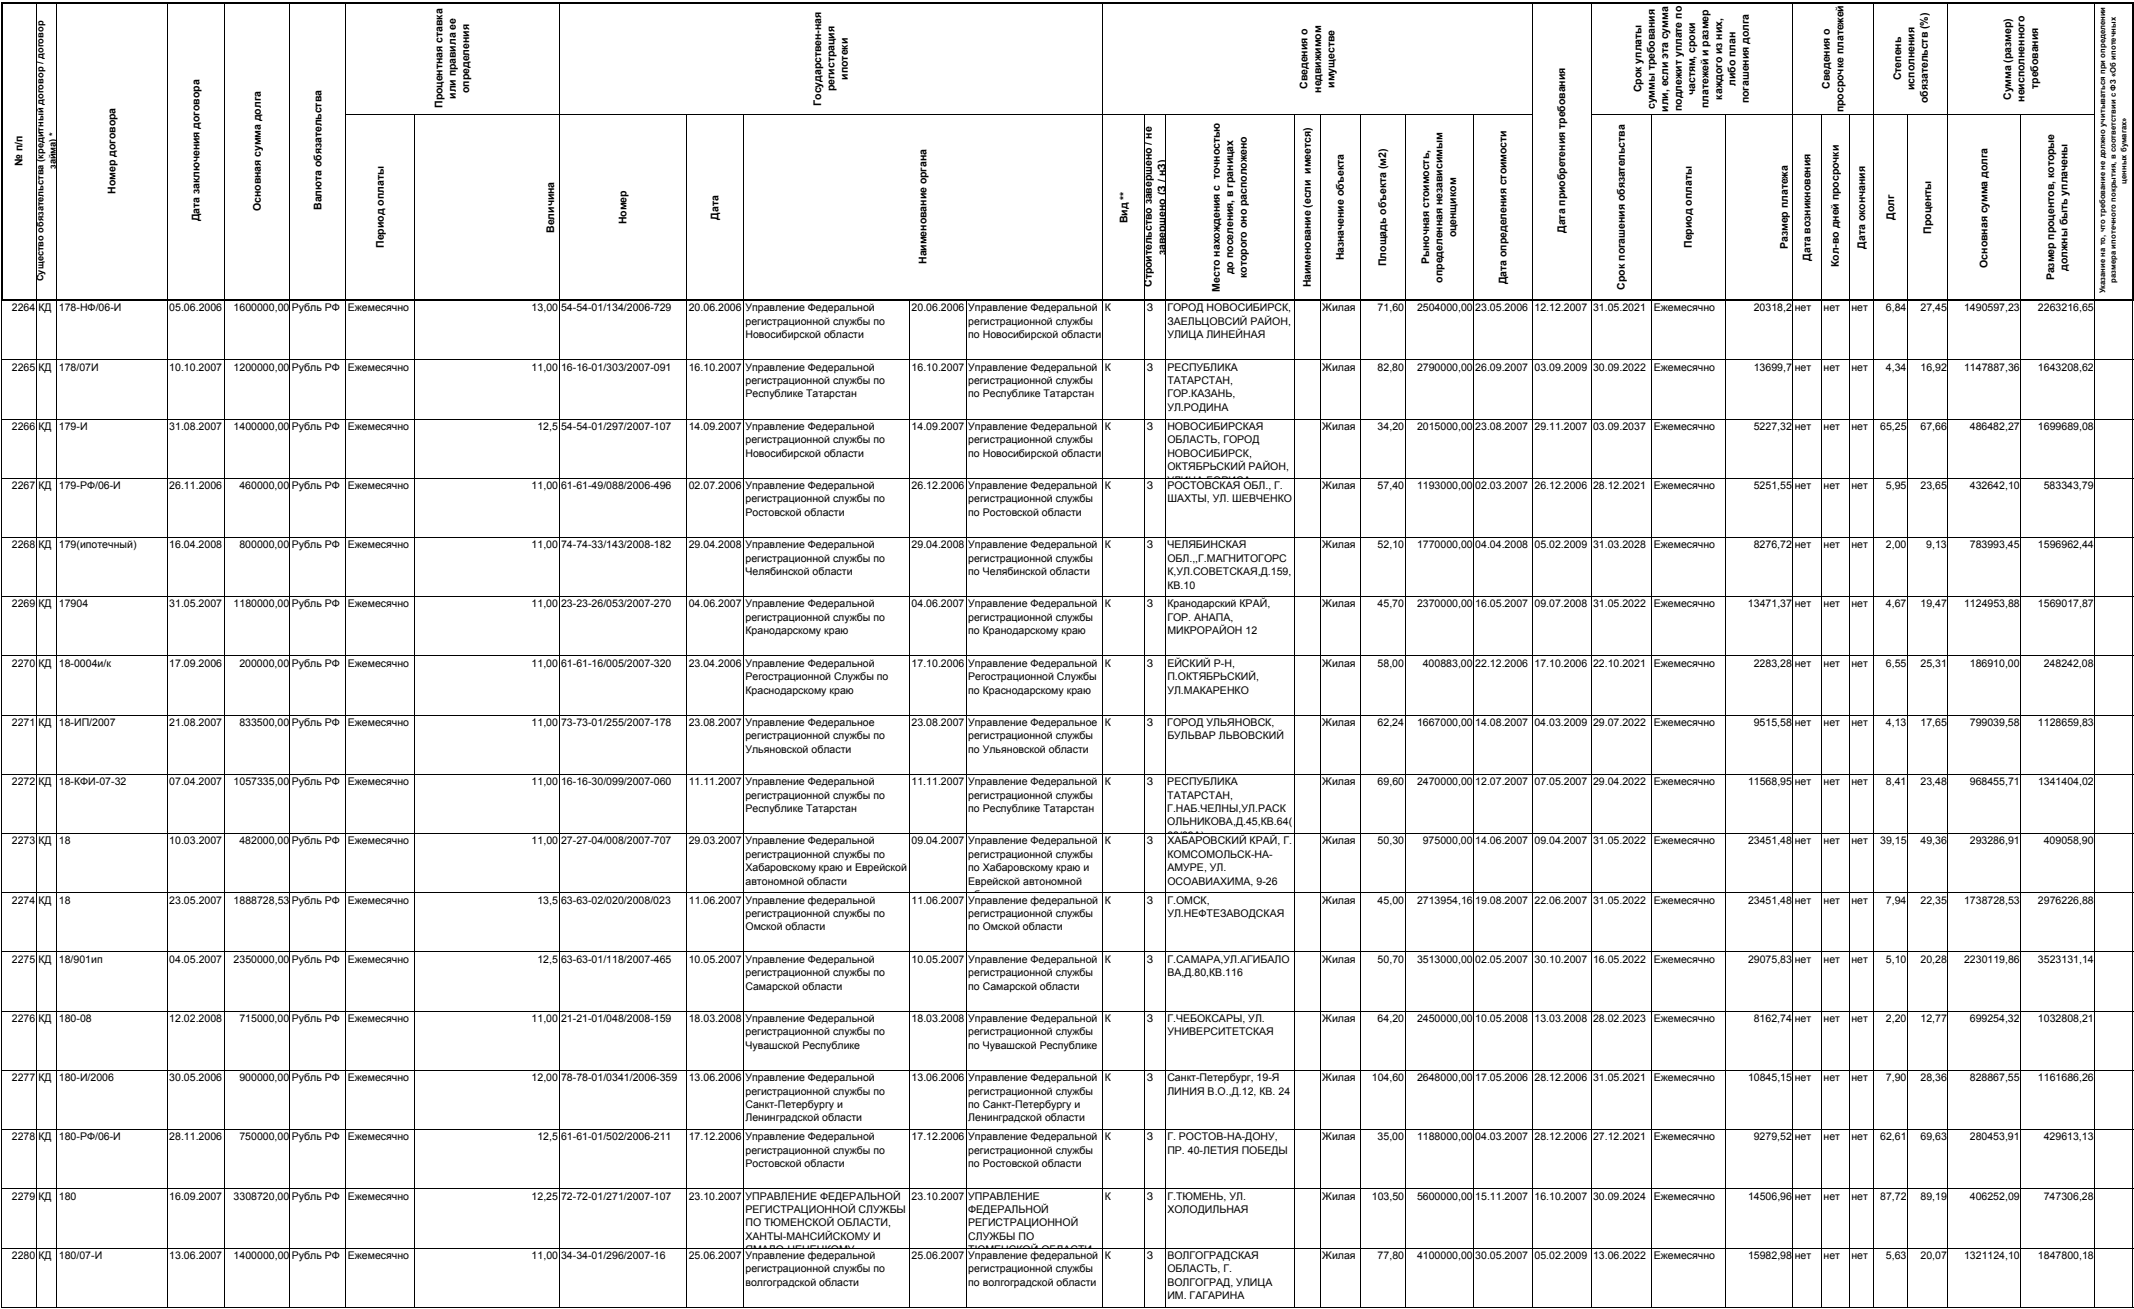 № п/п
Существо обязательства (кредитный договор / договор займа) *
Номер договора
Дата заключения договора
Основная сумма долга
Валюта обязательства
Процентная ставка или правила ее определения
Период оплаты
Величина
Государствен-ная регистрация ипотеки
Номер
Дата
Наименование органа
Сведения о недвижимом имуществе
Вид **
Строительство завершено / не завершено (З / нЗ)
Место нахождения с точностью до поселения, в границах которого оно расположено
Наименование (если имеется)
Назначение объекта
Площадь объекта (м2)
Рыночная стоимость, определенная независимым оценщиком
Дата определения стоимости
Дата приобретения требования
Срок уплаты суммы требования или, если эта сумма подлежит уплате по частям, сроки платежей и размер каждого из них, либо план погашения долга
Срок погашения обязательства
Период оплаты
Размер платежа
Сведения о просрочке платежей
Дата возникновения
Кол-во дней просрочки
Дата окончания
Степень исполнения обязательств (%)
Долг
Проценты
Сумма (размер) неисполненного требования
Основная сумма долга
Размер процентов, которые должны быть уплачены
Указание на то, что требование не должно учитываться при определении размера ипотечного покрытия, в соответствии с ФЗ «Об ипотечных ценных бумагах»
2264 КД 178-НФ/06-И 05.06.2006 1600000,00 Рубль РФ Ежемесячно 13,00 54-54-01/134/2006-729 20.06.2006 Управление Федеральной регистрационной службы по Новосибирской области 20.06.2006 Управление Федеральной регистрационной службы по Новосибирской области К З ГОРОД НОВОСИБИРСК, ЗАЕЛЬЦОВСИЙ РАЙОН, УЛИЦА ЛИНЕЙНАЯ Жилая 71,60 2504000,00 23.05.2006 12.12.2007 31.05.2021 Ежемесячно 20318,2 нет нет нет 6,84 27,45 1490597,23 2263216,65
2265 КД 178/07И 10.10.2007 1200000,00 Рубль РФ Ежемесячно 11,00 16-16-01/303/2007-091 16.10.2007 Управление Федеральной регистрационной службы по Республике Татарстан 16.10.2007 Управление Федеральной регистрационной службы по Республике Татарстан К З РЕСПУБЛИКА ТАТАРСТАН, ГОР.КАЗАНЬ, УЛ.РОДИНА Жилая 82,80 2790000,00 26.09.2007 03.09.2009 30.09.2022 Ежемесячно 13699,7 нет нет нет 4,34 16,92 1147887,36 1643208,62
2266 КД 179-И 31.08.2007 1400000,00 Рубль РФ Ежемесячно 12,5 54-54-01/297/2007-107 14.09.2007 Управление Федеральной регистрационной службы по Новосибирской области 14.09.2007 Управление Федеральной регистрационной службы по Новосибирской области К З НОВОСИБИРСКАЯ ОБЛАСТЬ, ГОРОД НОВОСИБИРСК, ОКТЯБРЬСКИЙ РАЙОН, Жилая 34,20 2015000,00 23.08.2007 29.11.2007 03.09.2037 Ежемесячно 5227,32 нет нет нет 65,25 67,66 486482,27 1699689,08
2267 КД 179-РФ/06-И 26.11.2006 460000,00 Рубль РФ Ежемесячно 11,00 61-61-49/088/2006-496 02.07.2006 Управление Федеральной регистрационной службы по Ростовской области 26.12.2006 Управление Федеральной регистрационной службы по Ростовской области К З РОСТОВСКАЯ ОБЛ., Г. ШАХТЫ, УЛ. ШЕВЧЕНКО Жилая 57,40 1193000,00 02.03.2007 26.12.2006 28.12.2021 Ежемесячно 5251,55 нет нет нет 5,95 23,65 432642,10 583343,79
2268 КД 179(ипотечный) 16.04.2008 800000,00 Рубль РФ Ежемесячно 11,00 74-74-33/143/2008-182 29.04.2008 Управление Федеральной регистрационной службы по Челябинской области 29.04.2008 Управление Федеральной регистрационной службы по Челябинской области К З ЧЕЛЯБИНСКАЯ ОБЛ.,,Г.МАГНИТОГОРС К,УЛ.СОВЕТСКАЯ,Д.159, КВ.10 Жилая 52,10 1770000,00 04.04.2008 05.02.2009 31.03.2028 Ежемесячно 8276,72 нет нет нет 2,00 9,13 783993,45 1596962,44
2269 КД 17904 31.05.2007 1180000,00 Рубль РФ Ежемесячно 11,00 23-23-26/053/2007-270 04.06.2007 Управление Федеральной регистрационной службы по Кранодарскому краю 04.06.2007 Управление Федеральной регистрационной службы по Кранодарскому краю К З Кранодарский КРАЙ, ГОР. АНАПА, МИКРОРАЙОН 12 Жилая 45,70 2370000,00 16.05.2007 09.07.2008 31.05.2022 Ежемесячно 13471,37 нет нет нет 4,67 19,47 1124953,88 1569017,87
2270 КД 18-0004и/к 17.09.2006 200000,00 Рубль РФ Ежемесячно 11,00 61-61-16/005/2007-320 23.04.2006 Управление Федеральной Регострационной Службы по Краснодарскому краю 17.10.2006 Управление Федеральной Регострационной Службы по Краснодарскому краю К З ЕЙСКИЙ Р-Н, П.ОКТЯБРЬСКИЙ, УЛ.МАКАРЕНКО Жилая 58,00 400883,00 22.12.2006 17.10.2006 22.10.2021 Ежемесячно 2283,28 нет нет нет 6,55 25,31 186910,00 248242,08
2271 КД 18-ИП/2007 21.08.2007 833500,00 Рубль РФ Ежемесячно 11,00 73-73-01/255/2007-178 23.08.2007 Управление Федеральное регистрационной службы по Ульяновской области 23.08.2007 Управление Федеральное регистрационной службы по Ульяновской области К З ГОРОД УЛЬЯНОВСК, БУЛЬВАР ЛЬВОВСКИЙ Жилая 62,24 1667000,00 14.08.2007 04.03.2009 29.07.2022 Ежемесячно 9515,58 нет нет нет 4,13 17,65 799039,58 1128659,83
2272 КД 18-КФИ-07-32 07.04.2007 1057335,00 Рубль РФ Ежемесячно 11,00 16-16-30/099/2007-060 11.11.2007 Управление Федеральной регистрационной службы по Республике Татарстан 11.11.2007 Управление Федеральной регистрационной службы по Республике Татарстан К З РЕСПУБЛИКА ТАТАРСТАН, Г.НАБ.ЧЕЛНЫ,УЛ.РАСК ОЛЬНИКОВА,Д.45,КВ.64( Жилая 69,60 2470000,00 12.07.2007 07.05.2007 29.04.2022 Ежемесячно 11568,95 нет нет нет 8,41 23,48 968455,71 1341404,02
2273 КД 18 10.03.2007 482000,00 Рубль РФ Ежемесячно 11,00 27-27-04/008/2007-707 29.03.2007 Управление Федеральной регистрационной службы по Хабаровскому краю и Еврейской автономной области 09.04.2007 Управление Федеральной регистрационной службы по Хабаровскому краю и Еврейской автономной К З ХАБАРОВСКИЙ КРАЙ, Г. КОМСОМОЛЬСК-НА-АМУРЕ, УЛ. ОСОАВИАХИМА, 9-26 Жилая 50,30 975000,00 14.06.2007 09.04.2007 31.05.2022 Ежемесячно 23451,48 нет нет нет 39,15 49,36 293286,91 409058,90
2274 КД 18 23.05.2007 1888728,53 Рубль РФ Ежемесячно 13,5 63-63-02/020/2008/023 11.06.2007 Управление федеральной регистрационной службы по Омской области 11.06.2007 Управление федеральной регистрационной службы по Омской области К З Г.ОМСК, УЛ.НЕФТЕЗАВОДСКАЯ Жилая 45,00 2713954,16 19.08.2007 22.06.2007 31.05.2022 Ежемесячно 23451,48 нет нет нет 7,94 22,35 1738728,53 2976226,88
2275 КД 18/901ип 04.05.2007 2350000,00 Рубль РФ Ежемесячно 12,5 63-63-01/118/2007-465 10.05.2007 Управление Федеральной регистрационной службы по Самарской области 10.05.2007 Управление Федеральной регистрационной службы по Самарской области К З Г.САМАРА,УЛ.АГИБАЛО ВА,Д.80,КВ.116 Жилая 50,70 3513000,00 02.05.2007 30.10.2007 16.05.2022 Ежемесячно 29075,83 нет нет нет 5,10 20,28 2230119,86 3523131,14
2276 КД 180-08 12.02.2008 715000,00 Рубль РФ Ежемесячно 11,00 21-21-01/048/2008-159 18.03.2008 Управление Федеральной регистрационной службы по Чувашской Республике 18.03.2008 Управление Федеральной регистрационной службы по Чувашской Республике К З Г.ЧЕБОКСАРЫ, УЛ. УНИВЕРСИТЕТСКАЯ Жилая 64,20 2450000,00 10.05.2008 13.03.2008 28.02.2023 Ежемесячно 8162,74 нет нет нет 2,20 12,77 699254,32 1032808,21
2277 КД 180-И/2006 30.05.2006 900000,00 Рубль РФ Ежемесячно 12,00 78-78-01/0341/2006-359 13.06.2006 Управление Федеральной регистрационной службы по Санкт-Петербургу и Ленинградской области 13.06.2006 Управление Федеральной регистрационной службы по Санкт-Петербургу и Ленинградской области К З Санкт-Петербург, 19-Я ЛИНИЯ В.О.,Д.12, КВ. 24 Жилая 104,60 2648000,00 17.05.2006 28.12.2006 31.05.2021 Ежемесячно 10845,15 нет нет нет 7,90 28,36 828867,55 1161686,26
2278 КД 180-РФ/06-И 28.11.2006 750000,00 Рубль РФ Ежемесячно 12,5 61-61-01/502/2006-211 17.12.2006 Управление Федеральной регистрационной службы по Ростовской области 17.12.2006 Управление Федеральной регистрационной службы по Ростовской области К З Г. РОСТОВ-НА-ДОНУ, ПР. 40-ЛЕТИЯ ПОБЕДЫ Жилая 35,00 1188000,00 04.03.2007 28.12.2006 27.12.2021 Ежемесячно 9279,52 нет нет нет 62,61 69,63 280453,91 429613,13
2279 КД 180 16.09.2007 3308720,00 Рубль РФ Ежемесячно 12,25 72-72-01/271/2007-107 23.10.2007 УПРАВЛЕНИЕ ФЕДЕРАЛЬНОЙ РЕГИСТРАЦИОННОЙ СЛУЖБЫ ПО ТЮМЕНСКОЙ ОБЛАСТИ, ХАНТЫ-МАНСИЙСКОМУ И 23.10.2007 УПРАВЛЕНИЕ ФЕДЕРАЛЬНОЙ РЕГИСТРАЦИОННОЙ СЛУЖБЫ ПО К З Г.ТЮМЕНЬ, УЛ. ХОЛОДИЛЬНАЯ Жилая 103,50 5600000,00 15.11.2007 16.10.2007 30.09.2024 Ежемесячно 14506,96 нет нет нет 87,72 89,19 406252,09 747306,28
2280 КД 180/07-И 13.06.2007 1400000,00 Рубль РФ Ежемесячно 11,00 34-34-01/296/2007-16 25.06.2007 Управление федеральной регистрационной службы по волгоградской области 25.06.2007 Управление федеральной регистрационной службы по волгоградской области К З ВОЛГОГРАДСКАЯ ОБЛАСТЬ, Г. ВОЛГОГРАД, УЛИЦА ИМ. ГАГАРИНА Жилая 77,80 4100000,00 30.05.2007 05.02.2009 13.06.2022 Ежемесячно 15982,98 нет нет нет 5,63 20,07 1321124,10 1847800,18